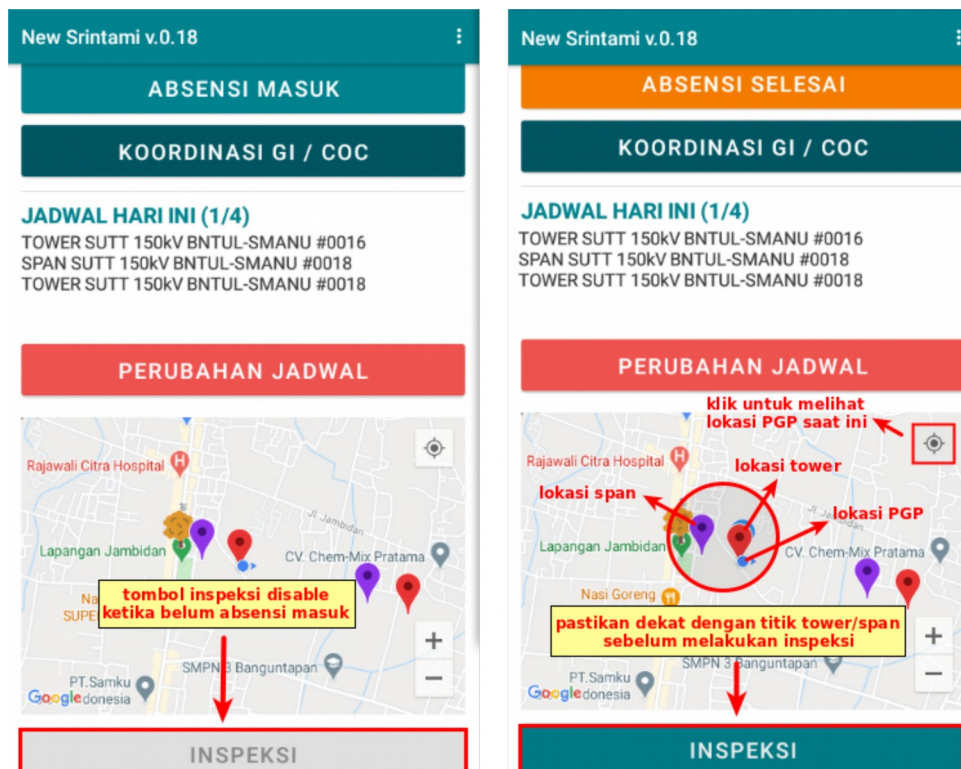 New Srintami v.0.18
ABSENSI MASUK
KOORDINASI GI / COC
JADWAL HARI INI (1/4)
TOWER SUTT 150kV BNTUL-SMANU #0016
SPAN SUTT 150kV BNTUL-SMANU #0018
TOWER SUTT 150kV BNTUL-SMANU #0018
PERUBAHAN JADWAL
Rajawali Citra Hospital
Jl. Jambidan
Lapangan Jambidan
CV. Chem-Mix Pratama
Na
SUPE
tombol inspeksi disable
ketika belum absensi masuk
SMPN 3 Banguntapan
PT.Samku
Google donesia
INSPEKSI
New Srintami v.0.18
ABSENSI SELESAI
KOORDINASI GI / COC
JADWAL HARI INI (1/4)
TOWER SUTT 150kV BNTUL-SMANU #0016
SPAN SUTT 150kV BNTUL-SMANU #0018
TOWER SUTT 150kV BNTUL-SMANU #0018
PERUBAHAN JADWAL
klik untuk melihat
lokasi PGP saat ini
Rajawali Citra Hospital
lokasi tower
lokasi span
lokasi PGP
Lapangan Jambidan
CV. Chem-Mix Pratama
Nasi Goreng
pastikan dekat dengan titik tower/span
sebelum melakukan inspeksi
SMPN 3 Banguntapan
PT.Samku
Google donesia
INSPEKSI